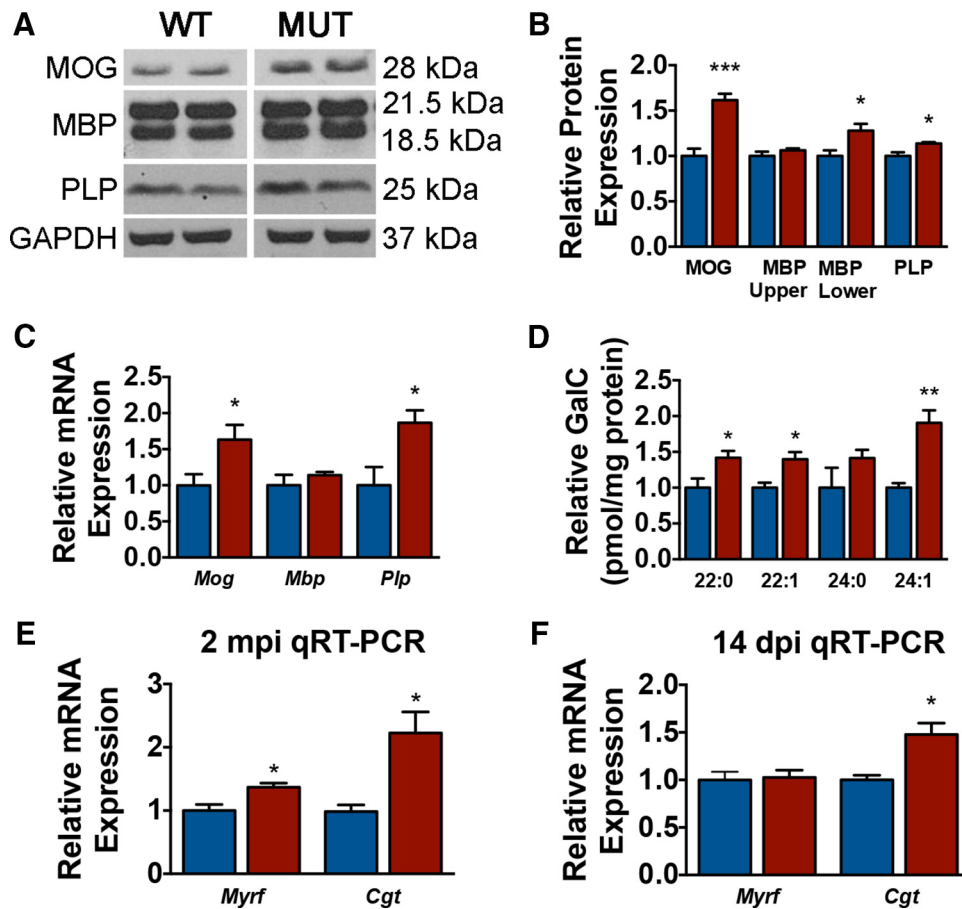 A
WT MUT
MOG 28 kDa
MBP 21.5 kDa
18.5 kDa
PLP 25 kDa
GAPDH 37 kDa
B
Relative Protein
Expression
2.0
1.5
1.0
0.5
0.0
*** * *
MOG MBP MBP PLP
Upper Lower
C
Relative mRNA
Expression
2.5
2.0
1.5
1.0
0.5
0.0
* *
Mog Mbp Plp
D
Relative GalC
(pmol/mg protein)
2.5
2.0
1.5
1.0
0.5
0.0
* * **
22:0 22:1 24:0 24:1
E
2 mpi qRT-PCR
Relative mRNA
Expression
3
2
1
0
* *
Myrf Cgt
F
14 dpi qRT-PCR
Relative mRNA
Expression
2.0
1.5
1.0
0.5
0.0
*
Myrf Cgt